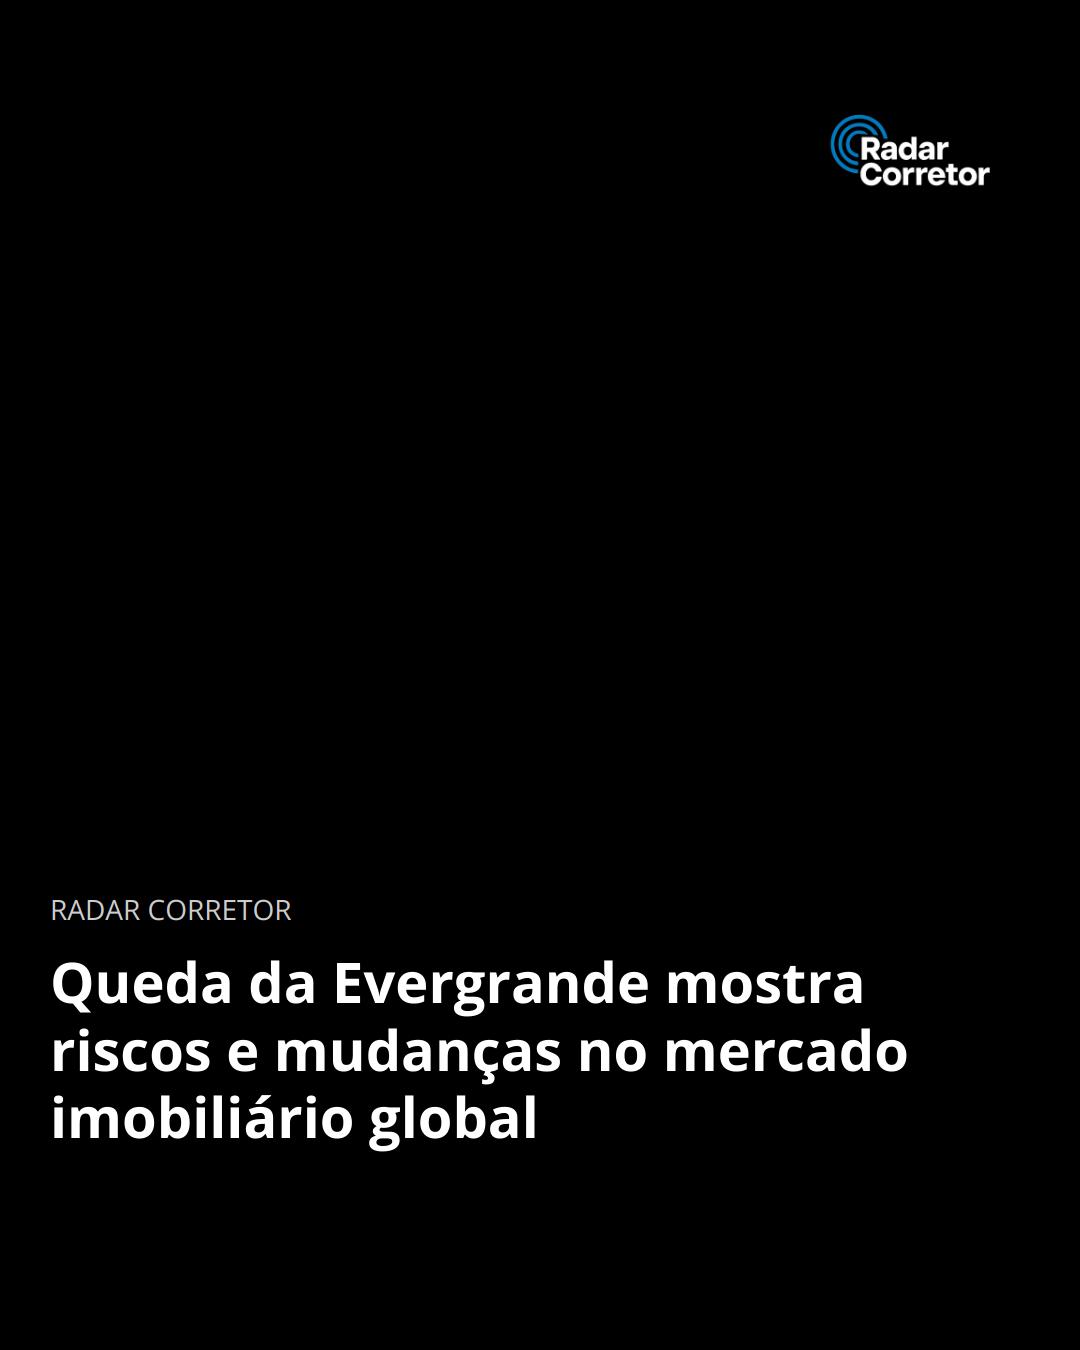 Radar
Corretor
RADAR CORRETOR
Queda da Evergrande mostra
riscos e mudanças no mercado
imobiliário global